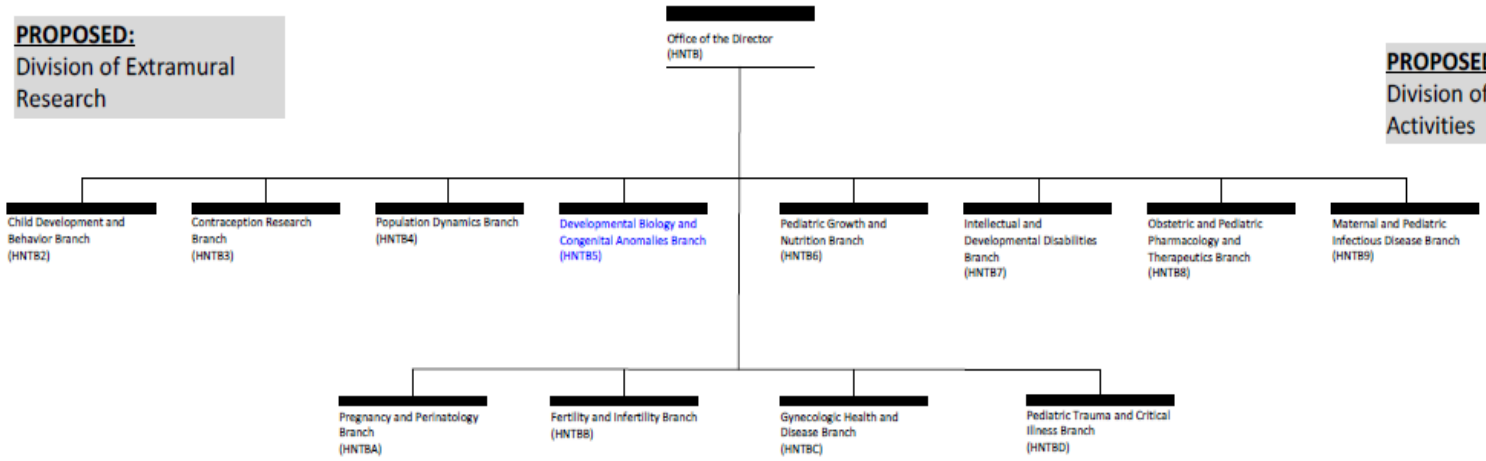 PROPOSED:
Division of Extramural
Research
Office of the Director
(HNTB)
PROPOSED
Division of
Activities
Child Development and
Behavior Branch
(HNTB2)
Contraception Research
Branch
(HNTB3)
Population Dynamics Branch
(HNTB4)
Developmental Biology and
Congenital Anomalies Branch
(HNTB5)
Pediatric Growth and
Nutrition Branch
(HNTB6)
Intellectual and
Developmental Disabilities
Branch
(HNTB7)
Obstetric and Pediatric
Pharmacology and
Therapeutics Branch
(HNTB8)
Maternal and Pediatric
Infectious Disease Branch
(HNTB9)
Pregnancy and Perinatology
Branch
(HNTBA)
Fertility and Infertility Branch
(HNTBB)
Gynecologic Health and
Disease Branch
(HNTBC)
Pediatric Trauma and Critical
Illness Branch
(HNTBD)